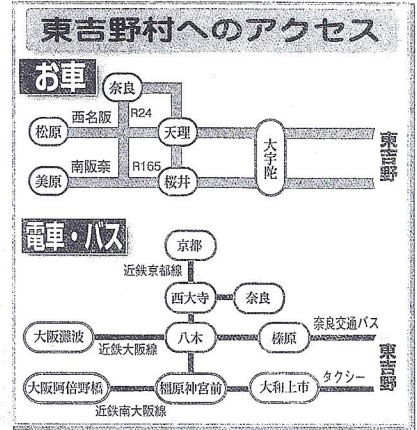 東吉野村へのアクセス
お車
奈良
西名阪
R24
松原
天理
大宇陀
東吉野
南阪奈
R165
美原
桜井
電車・バス
京都
近鉄京都線
西大寺
奈良
奈良交通バス
大阪難波
八木
榛原
近鉄大阪線
東吉野
タクシー
大阪阿倍野橋
橿原神宮前
大和上市
近鉄南大阪線